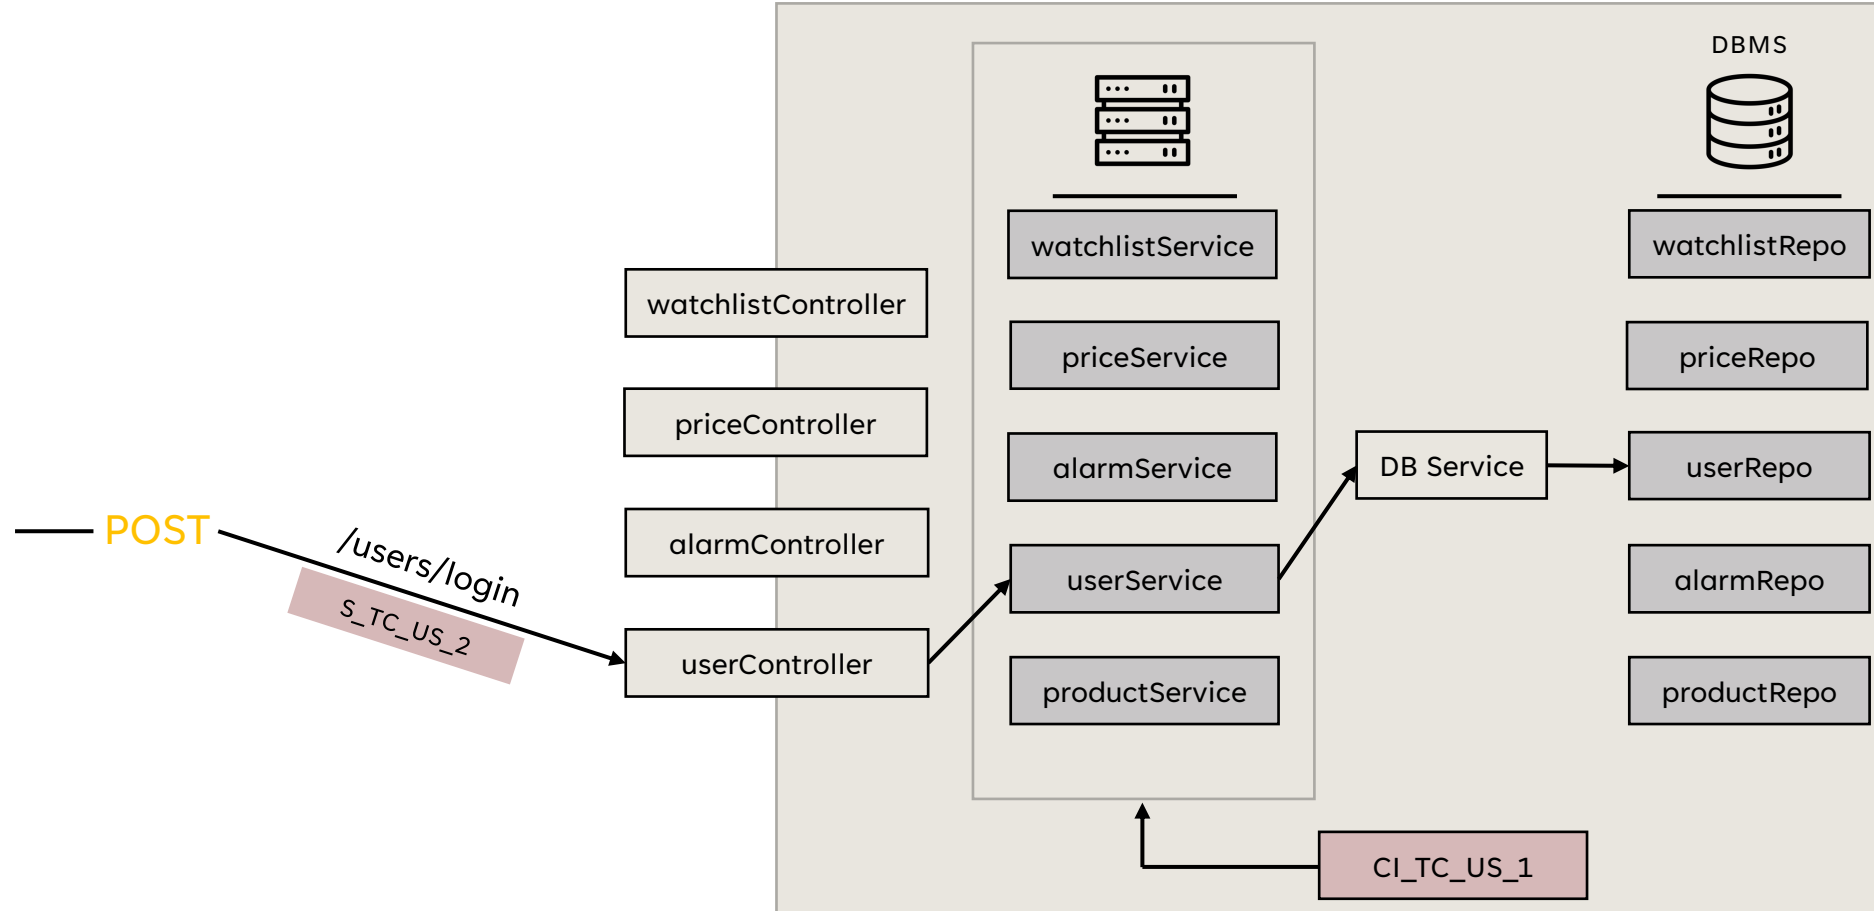 DBMS
watchlistService
watchlistRepo
watchlistController
priceService
priceRepo
priceController
alarmService
DB Service
userRepo
POST
/users/login
alarmController
userService
alarmRepo
S_TC_US_2
userController
productService
productRepo
CI_TC_US_1